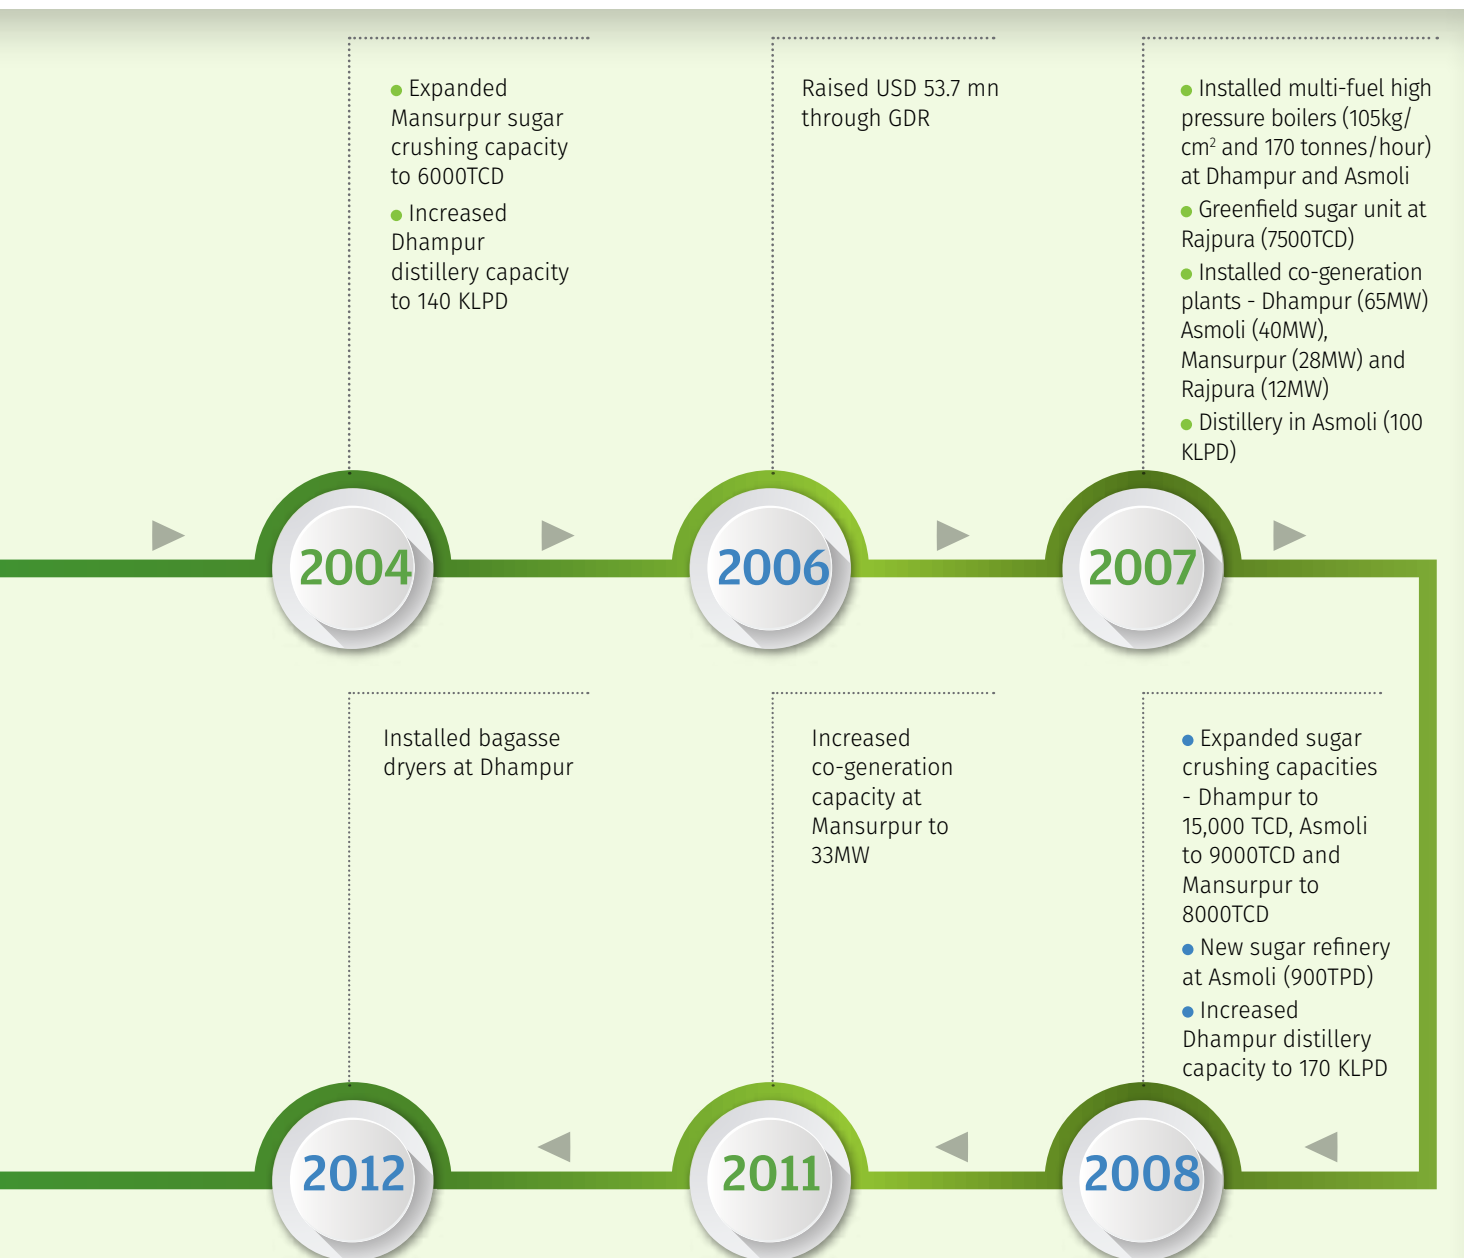 ● Expanded
Mansurpur sugar
crushing capacity
to 6000TCD
● Increased
Dhampur
distillery capacity
to 140 KLPD
2004
Raised USD 53.7 mn
through GDR
2006
● Installed multi-fuel high
pressure boilers (105kg/
cm² and 170 tonnes/hour)
at Dhampur and Asmoli
● Greenfield sugar unit at
Rajpura (7500TCD)
● Installed co-generation
plants - Dhampur (65MW)
Asmoli (40MW),
Mansurpur (28MW) and
Rajpura (12MW)
● Distillery in Asmoli (100
KLPD)
2007
● Expanded sugar
crushing capacities
- Dhampur to
15,000 TCD, Asmoli
to 9000TCD and
Mansurpur to
8000TCD
● New sugar refinery
at Asmoli (900TPD)
● Increased
Dhampur distillery
capacity to 170 KLPD
2008
Increased
co-generation
capacity at
Mansurpur to
33MW
2011
Installed bagasse
dryers at Dhampur
2012